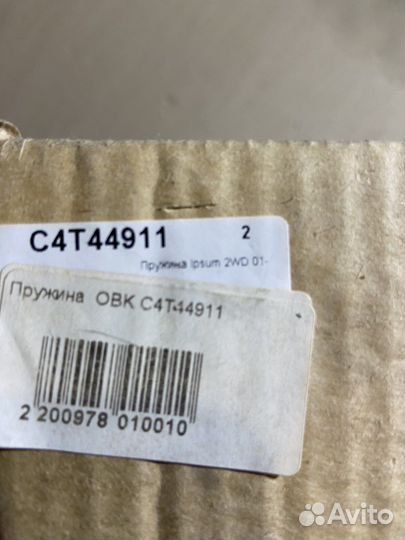 C4T44911 2
Пружина Ipsum 2WD 01-
Пружина OBK C4T44911
2 200978 010010
Avito